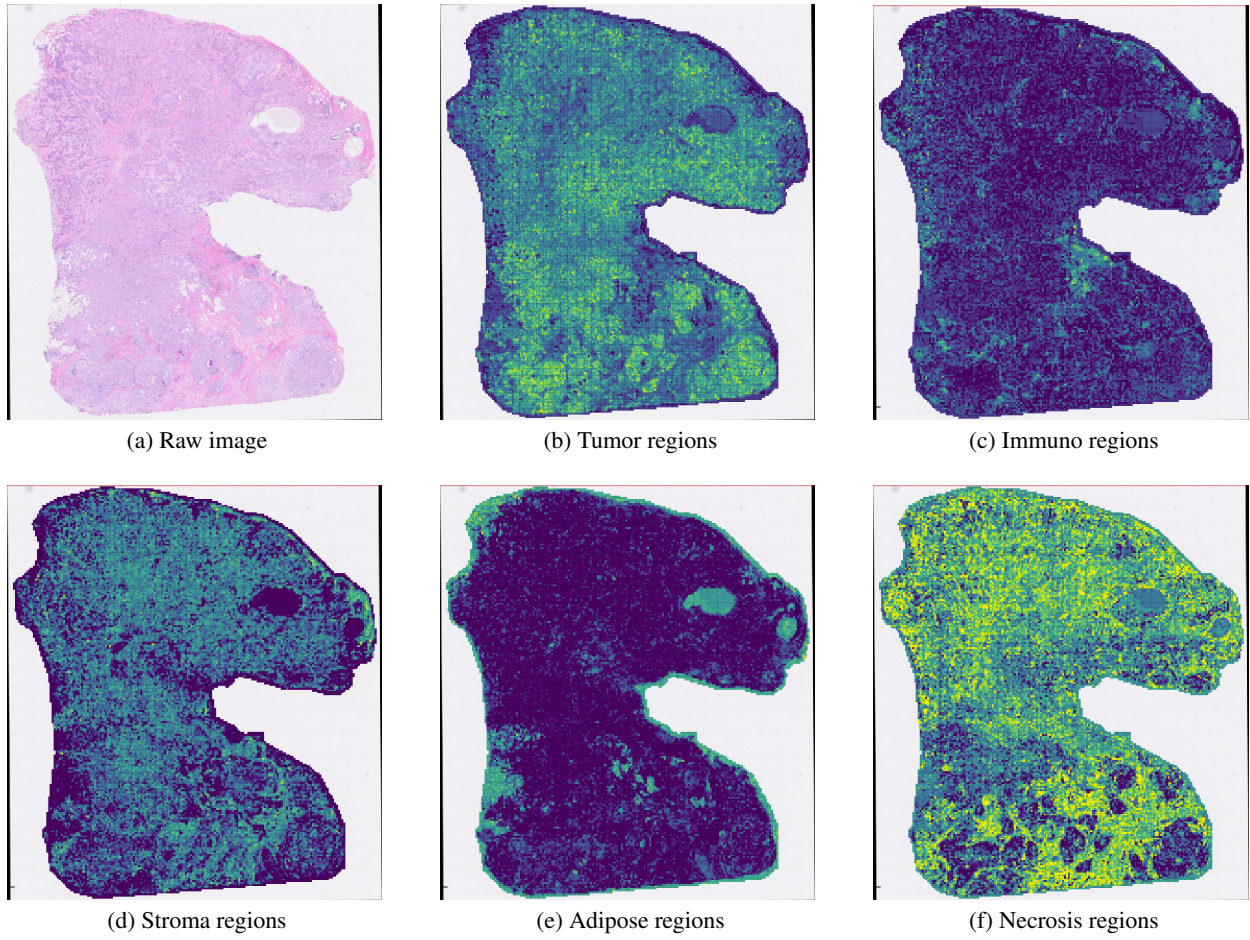 (a) Raw image
(b) Tumor regions
(c) Immuno regions
(d) Stroma regions
(e) Adipose regions
(f) Necrosis regions